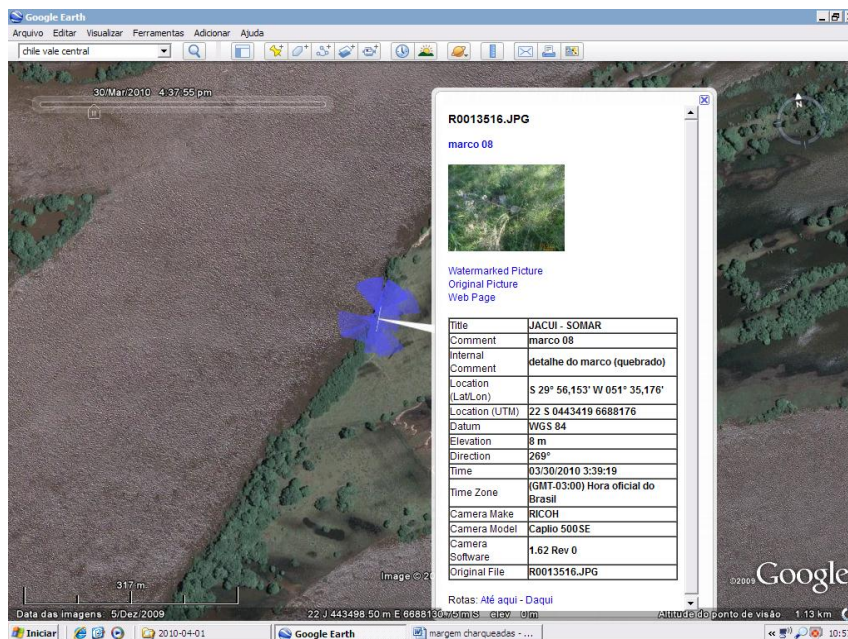 Google Earth
Arquivo Editar Visualizar Ferramentas Adicionar Ajuda
chile vale central
30/Mar/2010 4:37:55 pm
N
R0013516.JPG
marco 08
Watermarked Picture
Original Picture
Web Page
Title JACUI - SOMAR
Comment marco 08
Internal Comment detalhe do marco (quebrado)
Location (Lat/Lon) S 29° 56,153' W 051° 35,176'
Location (UTM) 22 S 0443419 6688176
Datum WGS 84
Elevation 8 m
Direction 269°
Time 03/30/2010 3:39:19
Time Zone (GMT-03:00) Hora oficial do Brasil
Camera Make RICOH
Camera Model Caplio 500SE
Camera Software 1.62 Rev 0
Original File R0013516.JPG
Rotas: Até aqui - Daqui
317 m
Image © 20
©2009 Google
Data das imagens 5/Dez/2009 22 J 443498.50 m E 6688130.75 m S elev 0 m Altitude do ponto de visão 1.13 km
Iniciar 2010-04-01 Google Earth margem charqueadas - ... 10:5